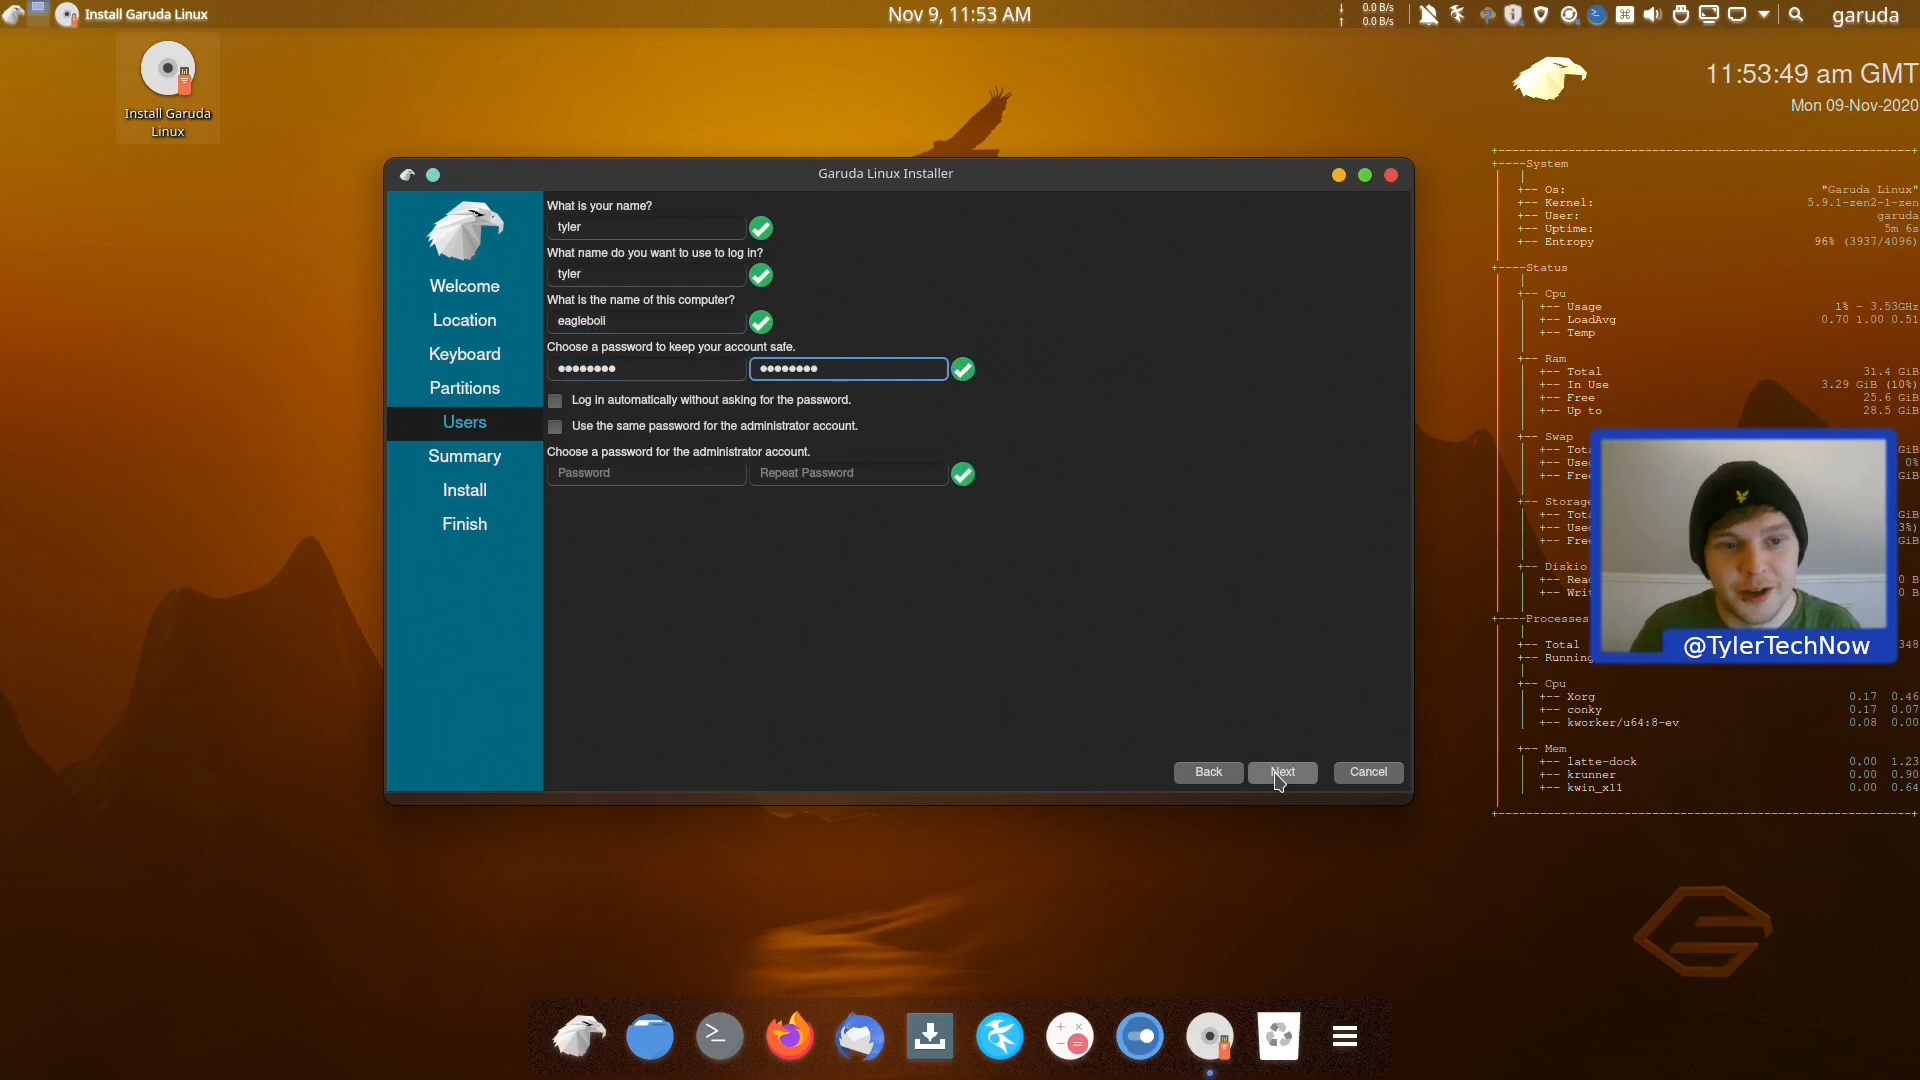 Install Garuda Linux
Nov 9, 11:53 AM
0.0 B/s
0.0 B/s
garuda
Install Garuda
Linux
11:53:49 am GMT
Mon 09-Nov-2020
Garuda Linux Installer
Welcome
Location
Keyboard
Partitions
Users
Summary
Install
Finish
What is your name?
tyler
What name do you want to use to log in?
tyler
What is the name of this computer?
eagleboii
Choose a password to keep your account safe.
Log in automatically without asking for the password.
Use the same password for the administrator account.
Choose a password for the administrator account.
Password Repeat Password
Back Next Cancel
System
Os: "Garuda Linux"
Kernel: 5.9.1-zen2-1-zen
User: garuda
Uptime: 5m 6s
Entropy 96% (3937/4096)
Status
Cpu
Usage 1% - 3.53GHz
LoadAvg 0.70 1.00 0.51
Temp
Ram
Total 31.4 GiB
In Use 3.29 GiB (10%)
Free 25.6 GiB
Up to 28.5 GiB
Swap
GiB
0%
GiB
Storage
GiB
3%)
GiB
Diskio
0 B
0 B
Processes
Total 348
Running
Cpu
Xorg 0.17 0.46
conky 0.17 0.07
kworker/u64:8-ev 0.08 0.00
Mem
latte-dock 0.00 1.23
krunner 0.00 0.90
kwin_x11 0.00 0.64
@TylerTechNow